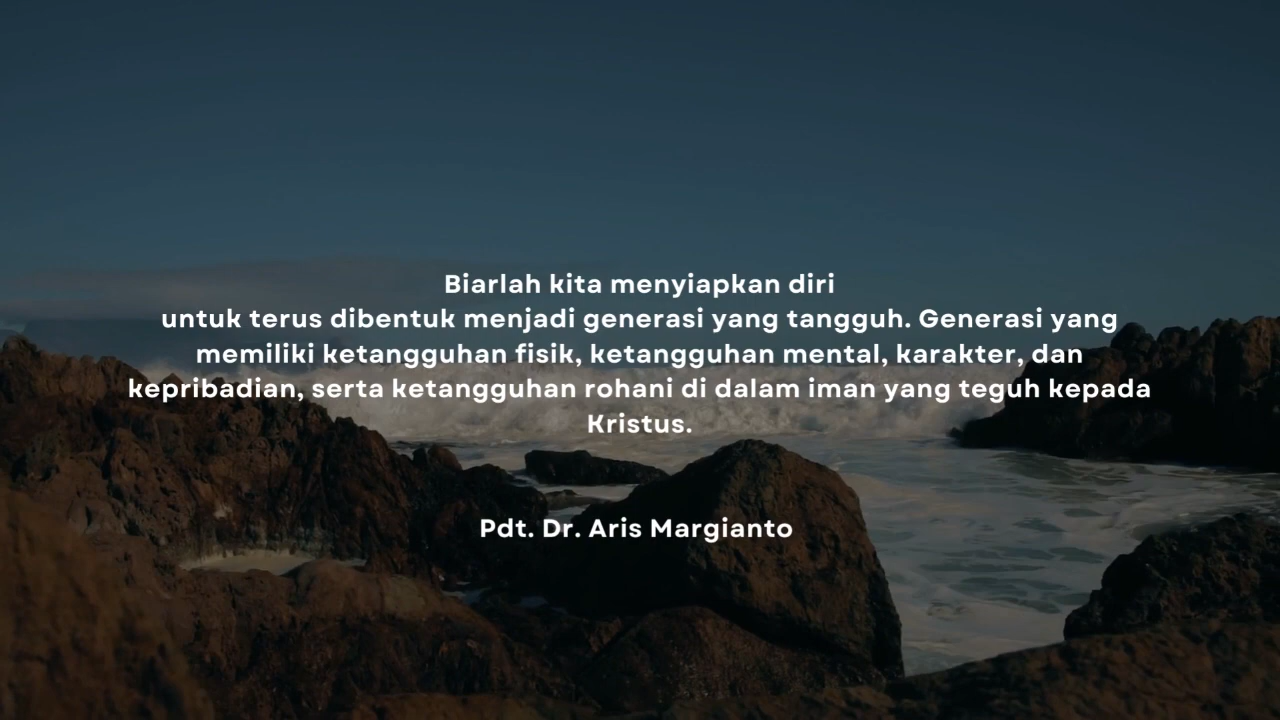 Biarlah kita menyiapkan diri
untuk terus dibentuk menjadi generasi yang tangguh. Generasi yang
memiliki ketangguhan fisik, ketangguhan mental, karakter, dan
kepribadian, serta ketangguhan rohani di dalam iman yang teguh kepada
Kristus.
Pdt. Dr. Aris Margianto